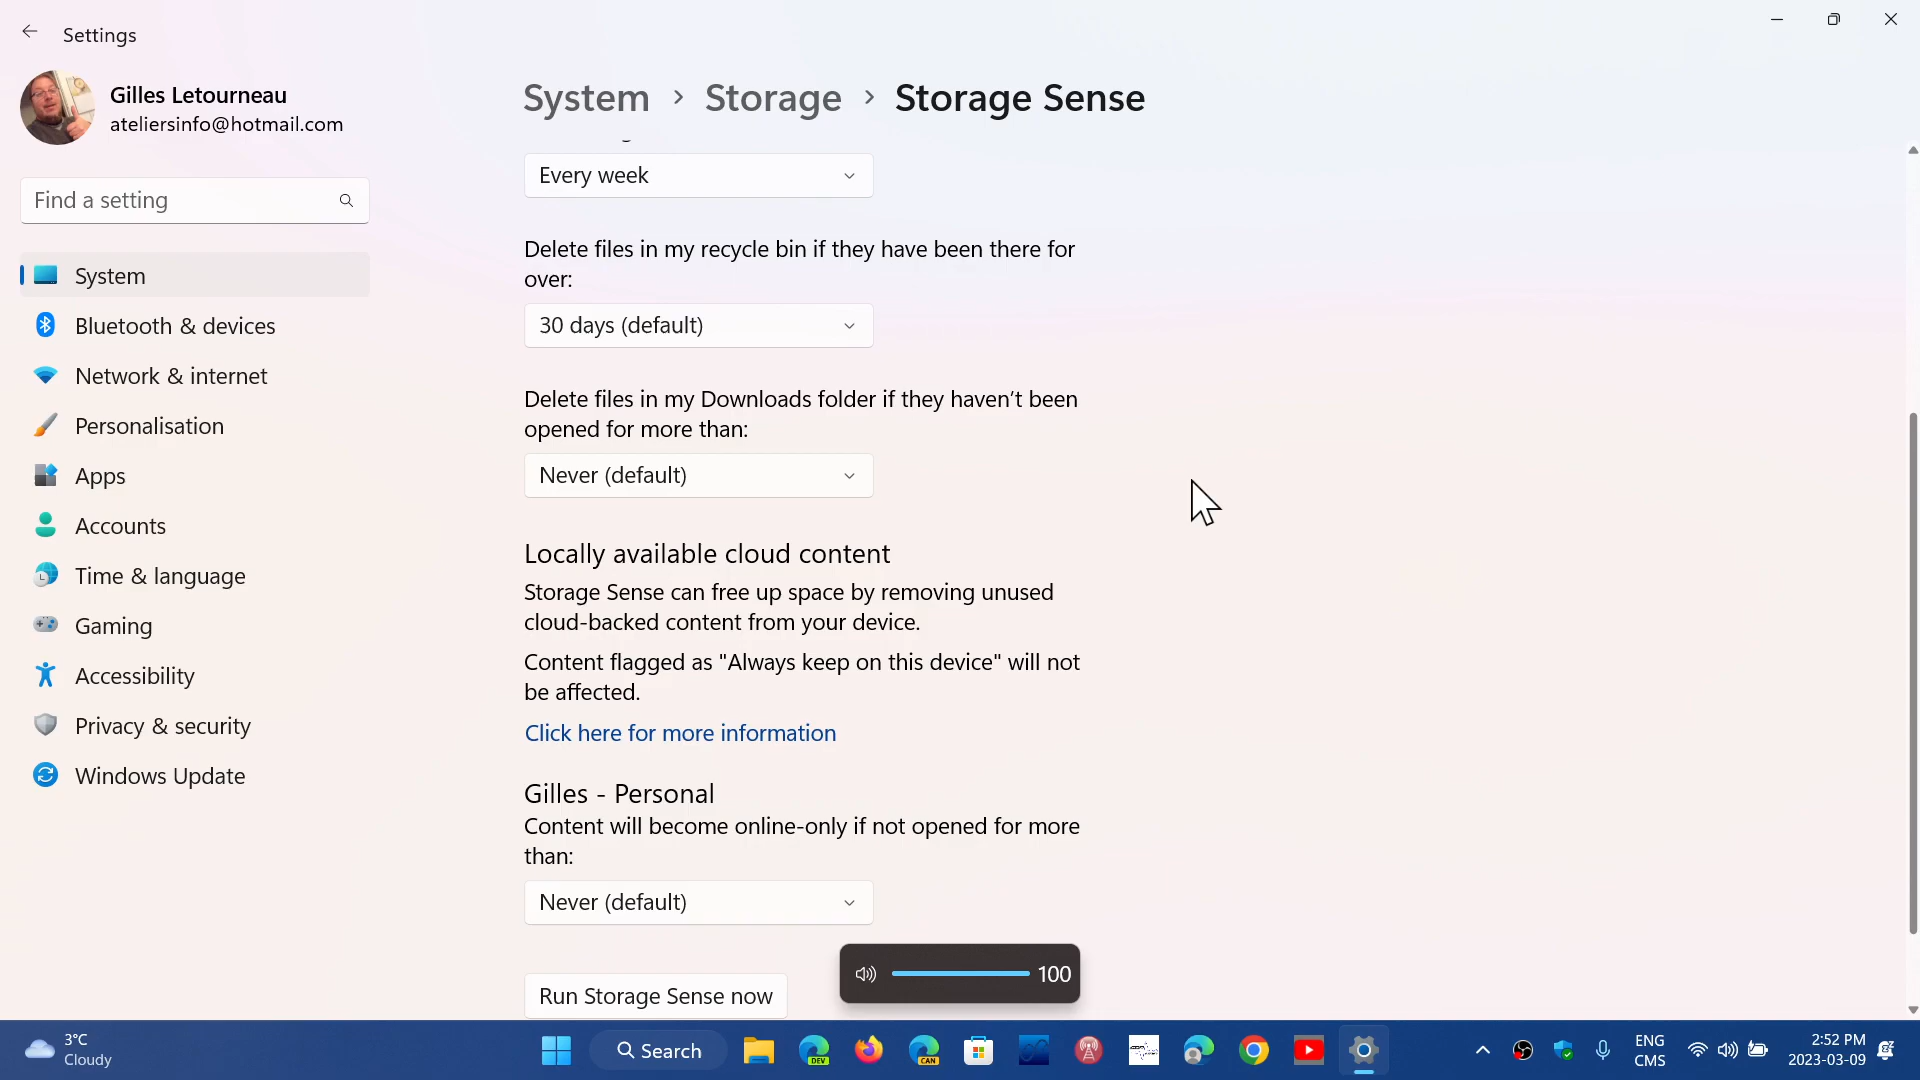 Settings
Gilles Letourneau
ateliersinfo@hotmail.com
Find a setting
System
Bluetooth & devices
Network & internet
Personalisation
Apps
Accounts
Time & language
Gaming
Accessibility
Privacy & security
Windows Update
System > Storage > Storage Sense
Every week
Delete files in my recycle bin if they have been there for
over:
30 days (default)
Delete files in my Downloads folder if they haven't been
opened for more than:
Never (default)
Locally available cloud content
Storage Sense can free up space by removing unused
cloud-backed content from your device.
Content flagged as "Always keep on this device" will not
be affected.
Click here for more information
Gilles - Personal
Content will become online-only if not opened for more
than:
Never (default)
Run Storage Sense now
100
3°C
Cloudy
Search
DEV
CAN
ENG
CMS
2:52 PM
2023-03-09